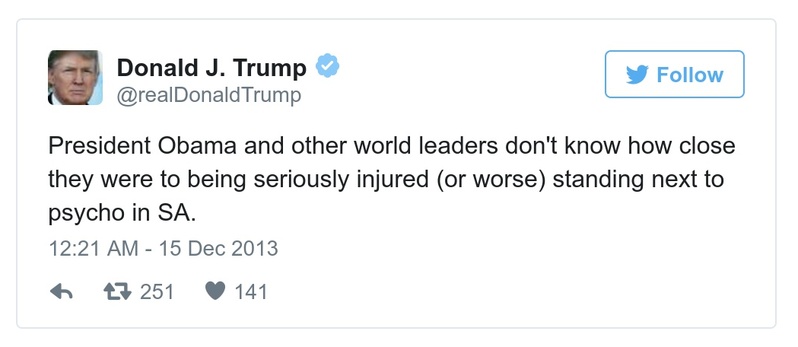 Donald J. Trump
@realDonaldTrump
Follow
President Obama and other world leaders don't know how close
they were to being seriously injured (or worse) standing next to
psycho in SA.
12:21 AM - 15 Dec 2013
251 141